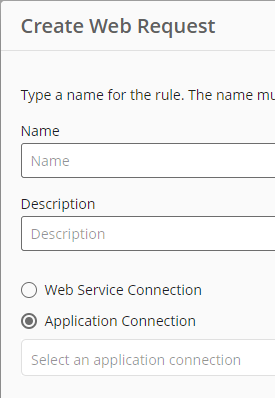 Create Web Request
Type a name for the rule. The name mu
Name
Name
Description
Description
Web Service Connection
Application Connection
Select an application connection